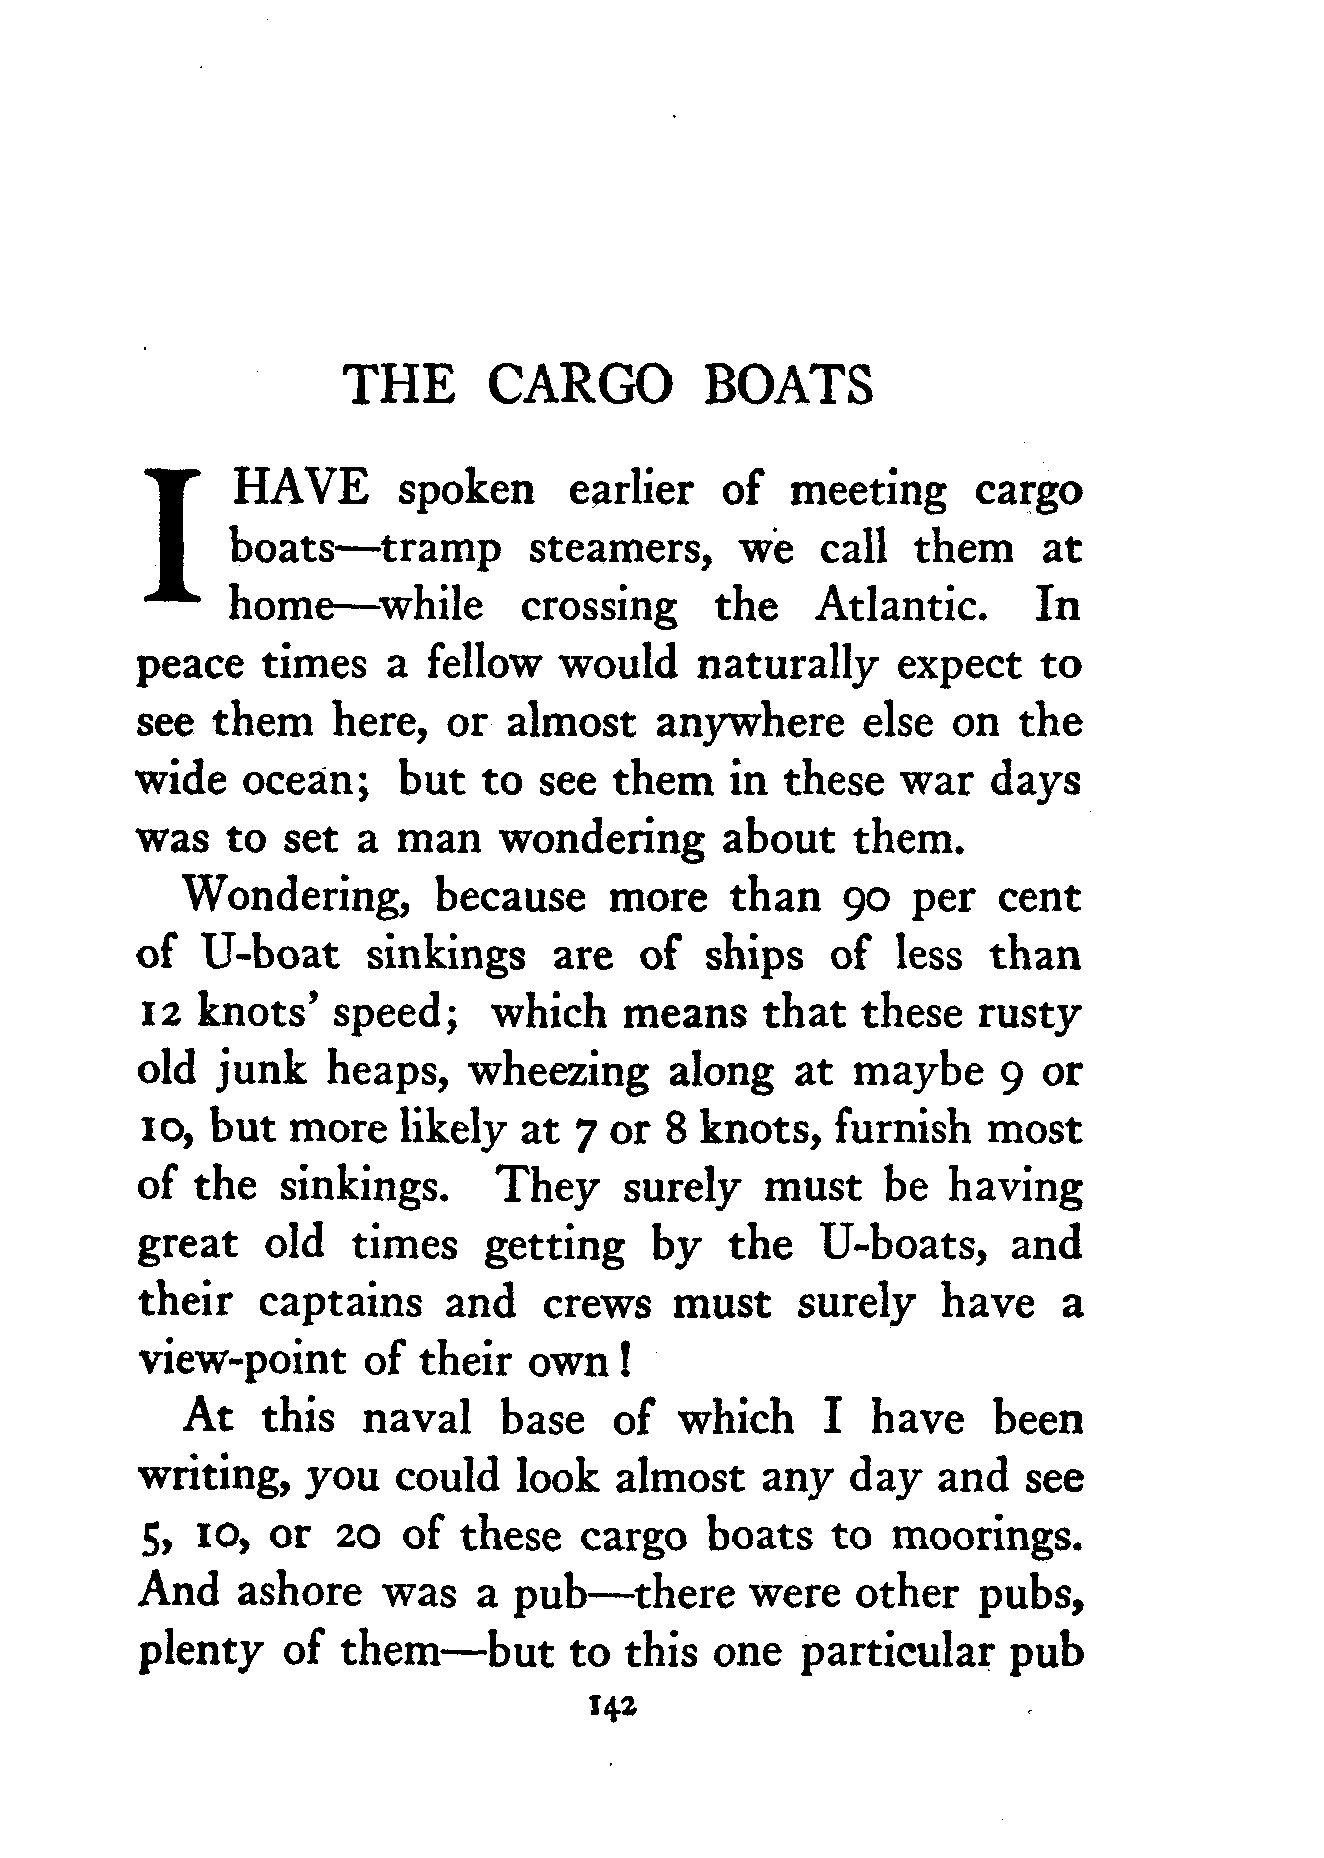 THE CARGO BOATS
I HAVE spoken earlier of meeting cargo
boats—tramp steamers, we call them at
home—while crossing the Atlantic. In
peace times a fellow would naturally expect to
see them here, or almost anywhere else on the
wide ocean; but to see them in these war days
was to set a man wondering about them.
Wondering, because more than 90 per cent
of U-boat sinkings are of ships of less than
12 knots' speed; which means that these rusty
old junk heaps, wheezing along at maybe 9 or
10, but more likely at 7 or 8 knots, furnish most
of the sinkings. They surely must be having
great old times getting by the U-boats, and
their captains and crews must surely have a
view-point of their own!
At this naval base of which I have been
writing, you could look almost any day and see
5, 10, or 20 of these cargo boats to moorings.
And ashore was a pub—there were other pubs,
plenty of them—but to this one particular pub
142